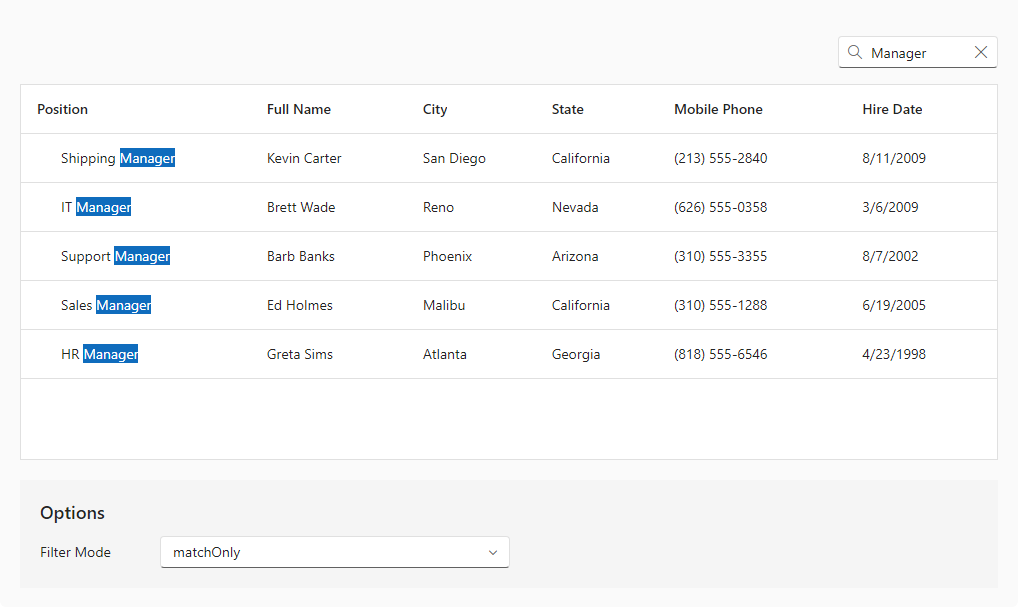 Manager
Position Full Name City State Mobile Phone Hire Date
Shipping Manager Kevin Carter San Diego California (213) 555-2840 8/11/2009
IT Manager Brett Wade Reno Nevada (626) 555-0358 3/6/2009
Support Manager Barb Banks Phoenix Arizona (310) 555-3355 8/7/2002
Sales Manager Ed Holmes Malibu California (310) 555-1288 6/19/2005
HR Manager Greta Sims Atlanta Georgia (818) 555-6546 4/23/1998
Options
Filter Mode matchOnly